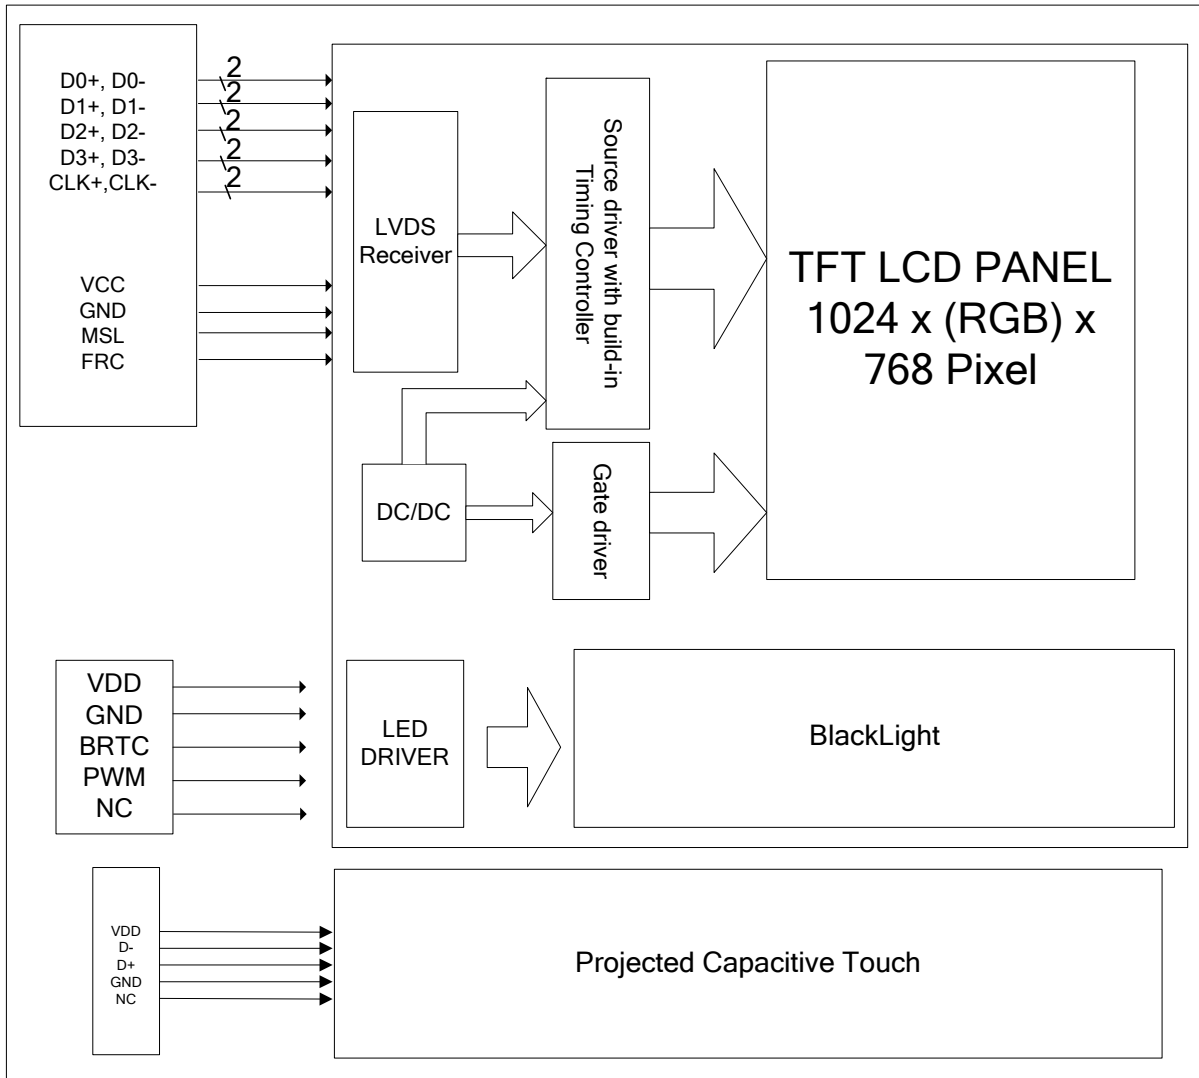 D0+, D0-
D1+, D1-
D2+, D2-
D3+, D3-
CLK+,CLK-
2
2
2
2
2
VCC
GND
MSL
FRC
LVDS
Receiver
Source driver with build-in
Timing Controller
TFT LCD PANEL
1024 x (RGB) x
768 Pixel
DC/DC
Gate driver
VDD
GND
BRTC
PWM
NC
LED
DRIVER
BlackLight
VDD
D-
D+
GND
NC
Projected Capacitive Touch